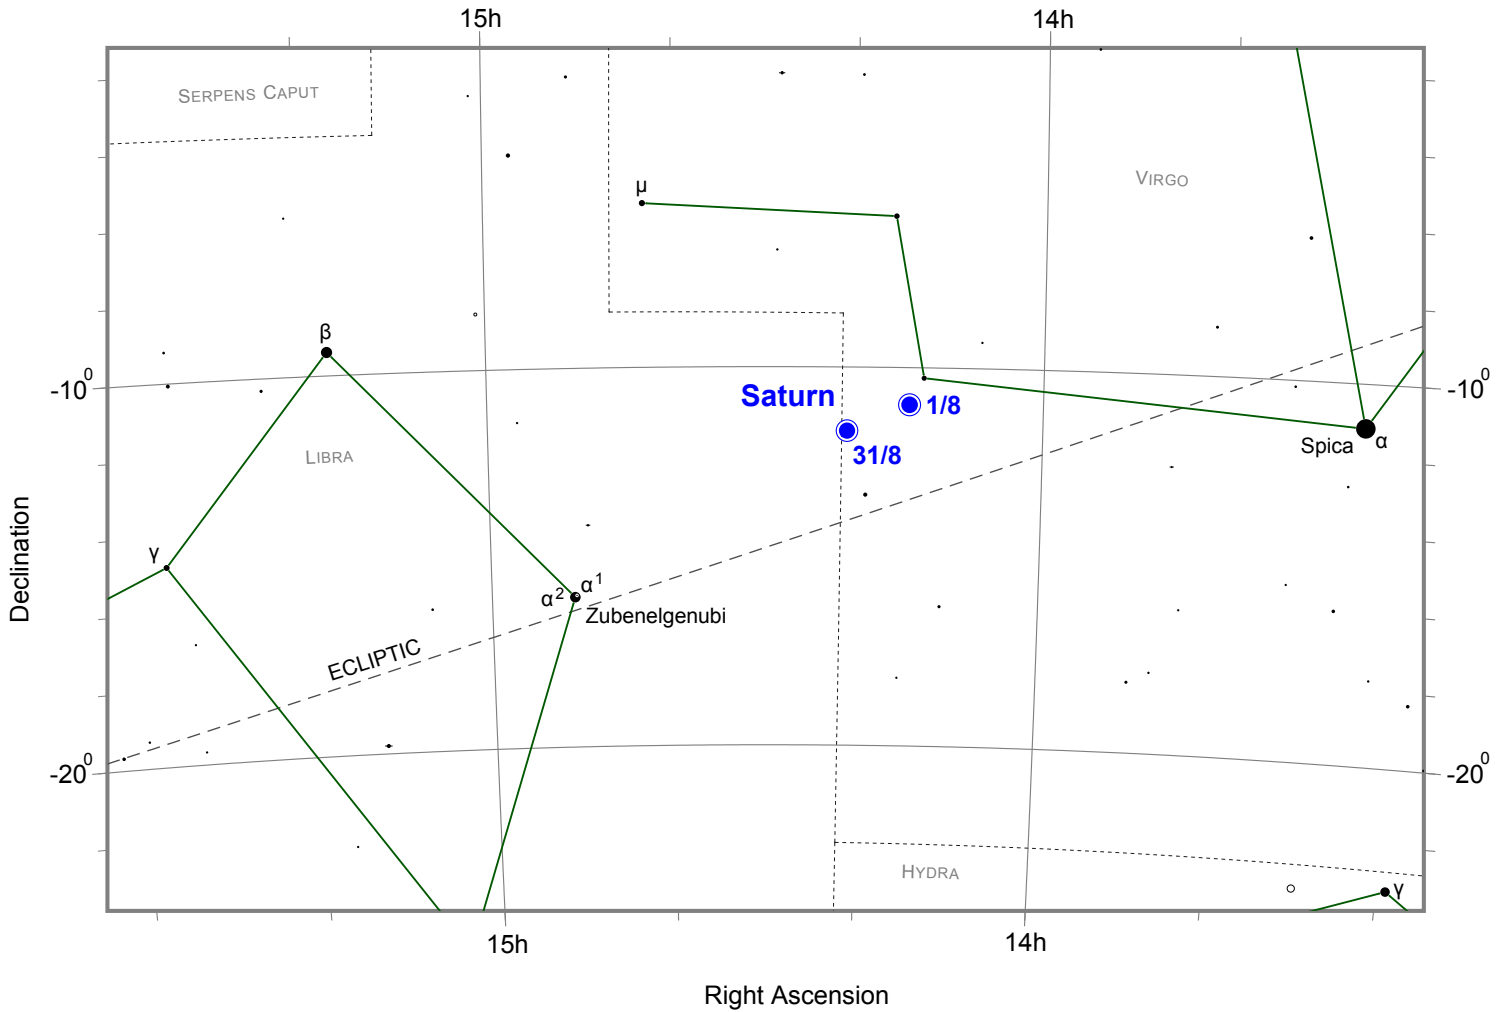 15h 14h
SERPENS CAPUT
VIRGO
μ
β
-10⁰ -10⁰
Saturn 1/8
31/8
Spica α
LIBRA
γ
α² α¹
Zubenelgenubi
ECLIPTIC
Declination
-20⁰ -20⁰
HYDRA
γ
15h 14h
Right Ascension